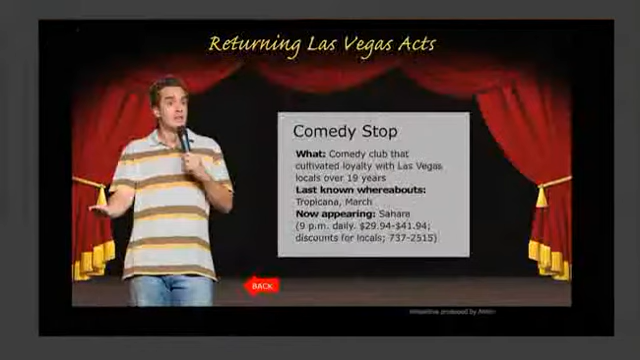 Returning Las Vegas Acts
Comedy Stop
What: Comedy club that
cultivated loyalty with Las Vegas
locals over 19 years
Last known whereabouts:
Tropicana, March
Now appearing: Sahara
(9 p.m. daily. $29.94-$41.94;
discounts for locals; 737-2515)
BACK
produced by